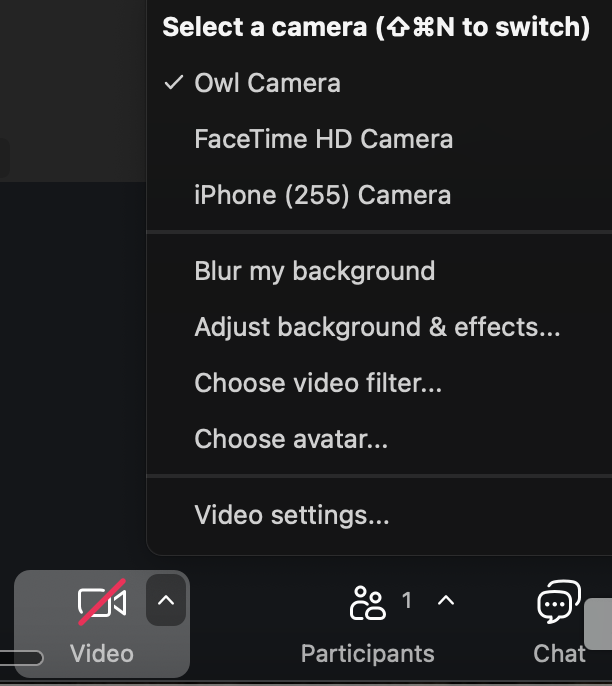 Select a camera (⇧⌘N to switch)
✓ Owl Camera
FaceTime HD Camera
iPhone (255) Camera
Blur my background
Adjust background & effects...
Choose video filter...
Choose avatar...
Video settings...
1
Video
Participants
Chat